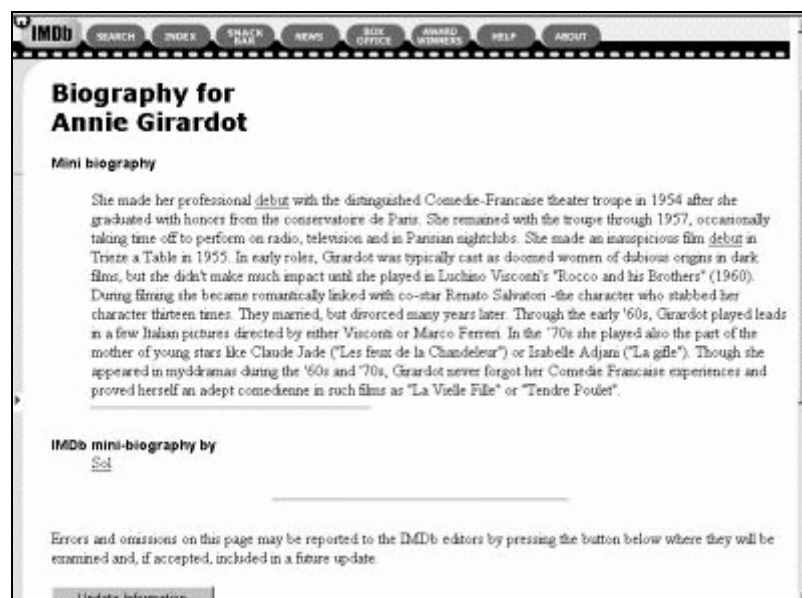 IMDb SEARCH INDEX SNACK BAR NEWS BOX OFFICE AWARD WINNERS HELP ABOUT
Biography for
Annie Girardot
Mini biography
She made her professional debut with the distinguished Comedie-Francaise theater troupe in 1954 after she
graduated with honors from the conservatoire de Paris. She remained with the troupe through 1957, occasionally
taking time off to perform on radio, television and in Parisian nightclubs. She made an inauspicious film debut in
Trieze a Table in 1955. In early roles, Girardot was typically cast as doomed women of dubious origins in dark
films, but she didn't make much impact until she played in Luchino Visconti's "Rocco and his Brothers" (1960).
During filming she became romantically linked with co-star Renato Salvatori -the character who stabbed her
character thirteen times. They married, but divorced many years later. Through the early '60s, Girardot played leads
in a few Italian pictures directed by either Visconti or Marco Ferreri. In the '70s she played also the part of the
mother of young stars like Claude Jade ("Les feux de la Chandeleur") or Isabelle Adjani ("La gifle"). Though she
appeared in myddramas during the '60s and '70s, Girardot never forgot her Comedie Francaise experiences and
proved herself an adept comedienne in such films as "La Vielle Fille" or "Tendre Poulet".
IMDb mini-biography by
Sol
Errors and omissions on this page may be reported to the IMDb editors by pressing the button below where they will be
examined and, if accepted, included in a future update.
Update Information